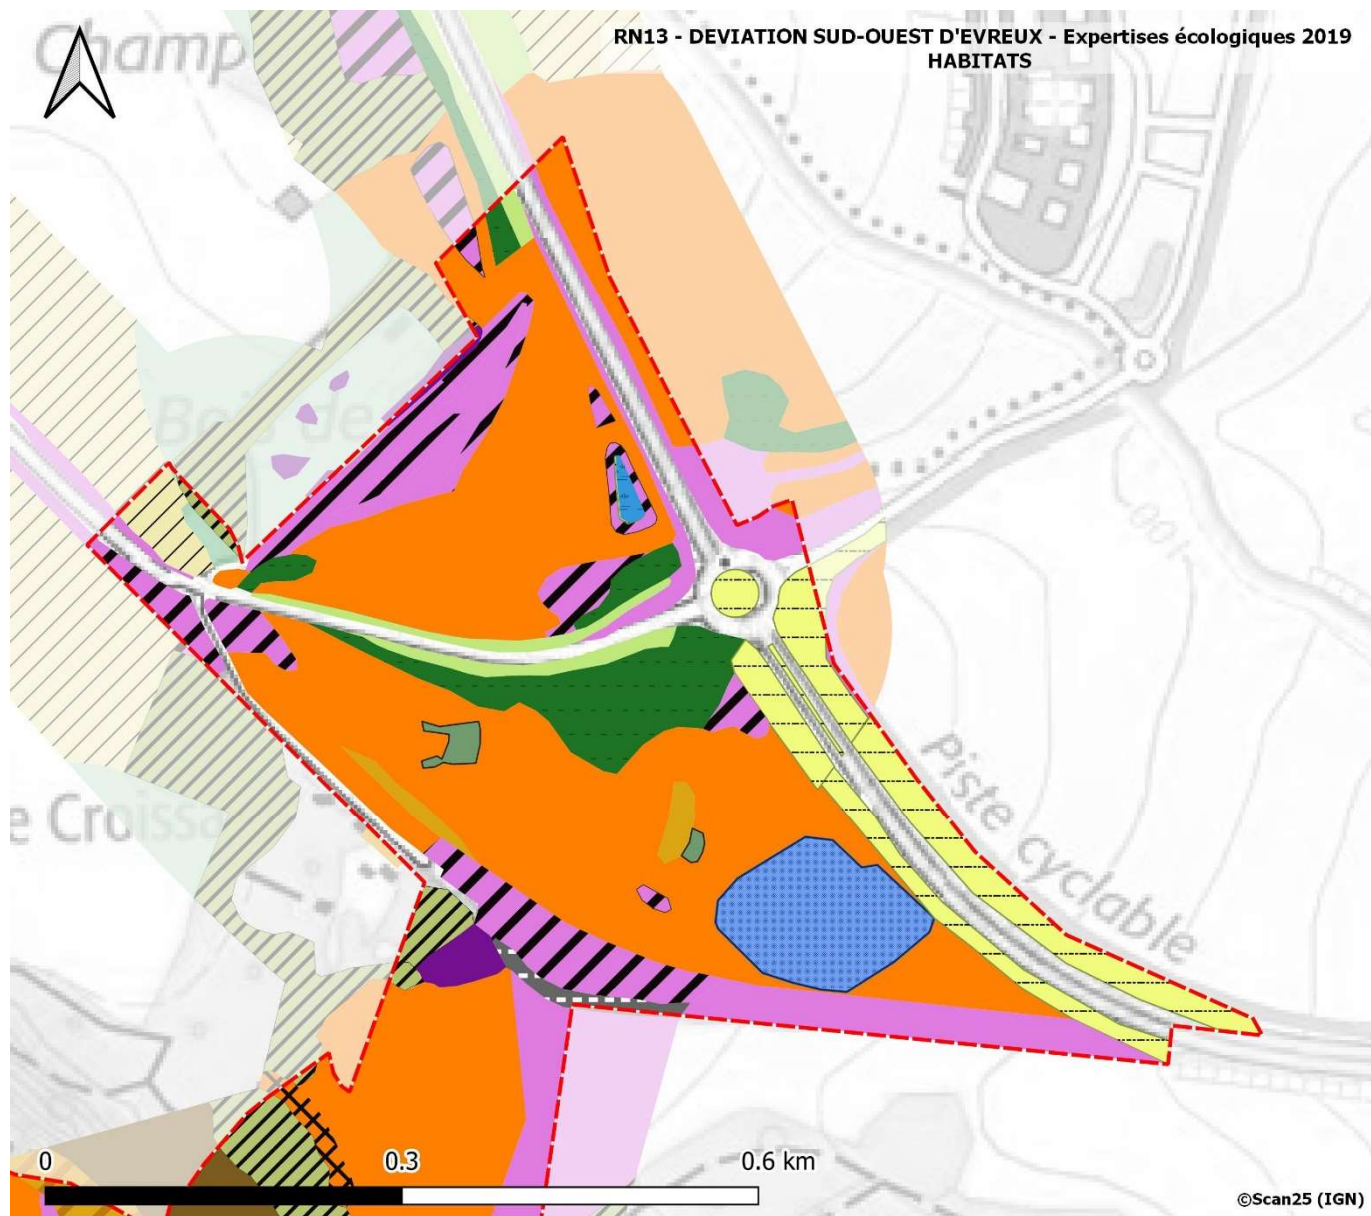 RN13 - DEVIATION SUD-OUEST D'EVREUX - Expertises écologiques 2019
HABITATS
Champ
Bois de
100
e Croissa
Piste cyclable
0 0.3 0.6 km
©Scan25 (IGN)